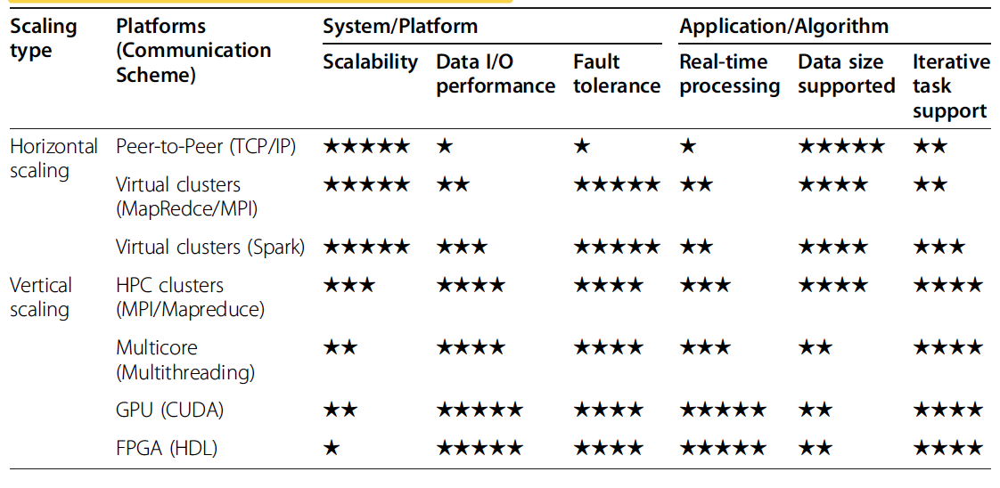 Scaling type | Platforms (Communication Scheme) | System/Platform | Application/Algorithm
Scalability | Data I/O performance | Fault tolerance | Real-time processing | Data size supported | Iterative task support
Horizontal scaling | Peer-to-Peer (TCP/IP) | ★★★★★ | ★ | ★ | ★ | ★★★★★ | ★★
Virtual clusters (MapRedce/MPI) | ★★★★★ | ★★ | ★★★★★ | ★★ | ★★★★ | ★★
Virtual clusters (Spark) | ★★★★★ | ★★★ | ★★★★★ | ★★ | ★★★★ | ★★★
Vertical scaling | HPC clusters (MPI/Mapreduce) | ★★★ | ★★★★ | ★★★★ | ★★★ | ★★★★ | ★★★★
Multicore (Multithreading) | ★★ | ★★★★ | ★★★★ | ★★★ | ★★ | ★★★★
GPU (CUDA) | ★★ | ★★★★★ | ★★★★ | ★★★★★ | ★★ | ★★★★
FPGA (HDL) | ★ | ★★★★★ | ★★★★ | ★★★★★ | ★★ | ★★★★